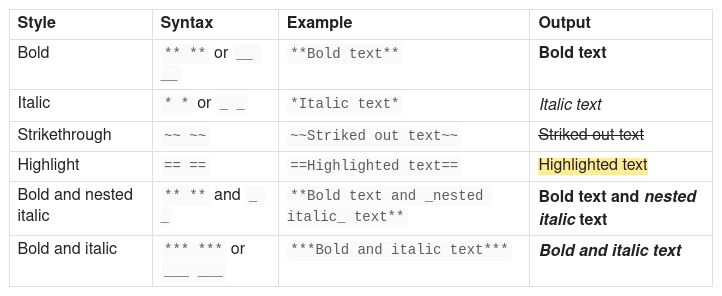 Style Syntax Example Output
Bold ** ** or __ __ **Bold text** Bold text
Italic * * or _ _ *Italic text* Italic text
Strikethrough ~~ ~~ ~~Striked out text~~ Striked out text
Highlight == == ==Highlighted text== Highlighted text
Bold and nested italic ** ** and _ _ **Bold text and _nested italic_ text** Bold text and nested italic text
Bold and italic *** *** or ___ ___ ***Bold and italic text*** Bold and italic text